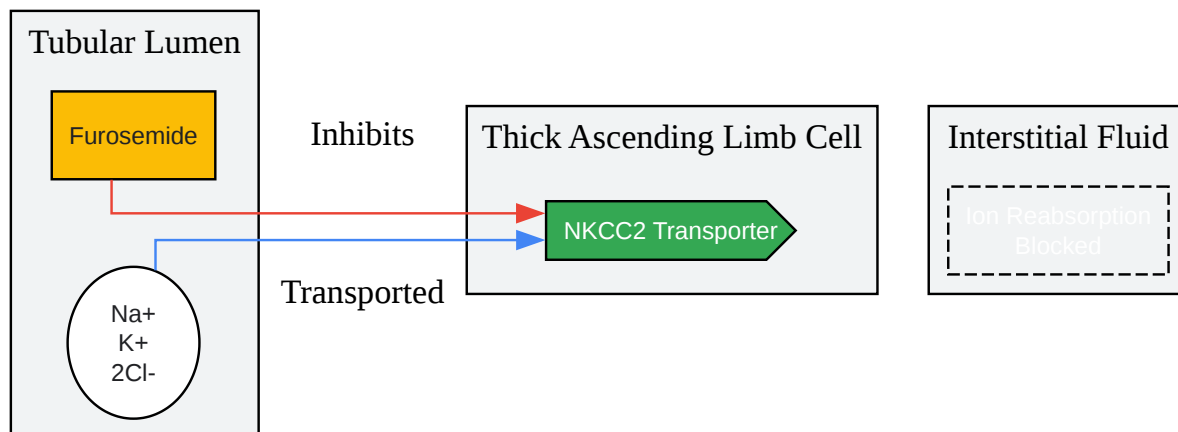 Tubular Lumen
Furosemide
Na+
K+
2Cl-
Inhibits
Transported
Thick Ascending Limb Cell
NKCC2 Transporter
Interstitial Fluid
Ion Reabsorption
Blocked